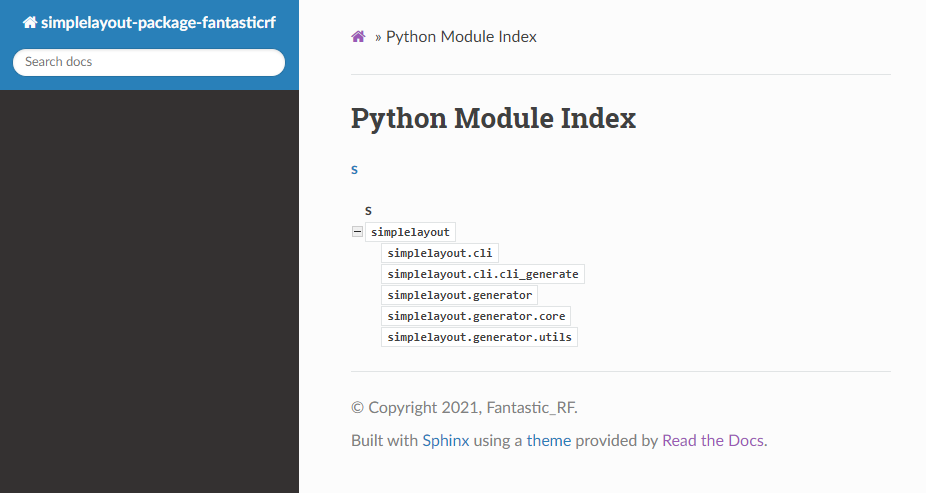 simplelayout-package-fantasticrf
Search docs
» Python Module Index
Python Module Index
s
s
simplelayout
simplelayout.cli
simplelayout.cli.cli_generate
simplelayout.generator
simplelayout.generator.core
simplelayout.generator.utils
© Copyright 2021, Fantastic_RF.
Built with Sphinx using a theme provided by Read the Docs.